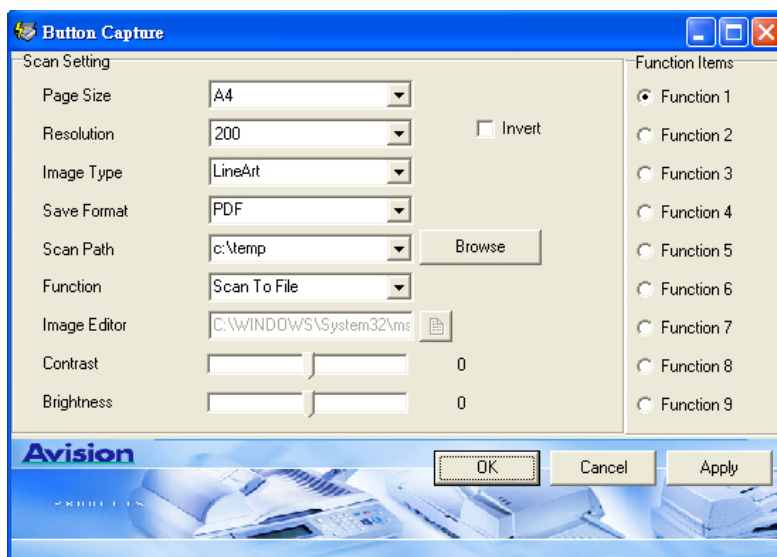 Button Capture
Scan Setting
Function Items
Page Size A4
Function 1
Resolution 200 Invert
Function 2
Image Type LineArt
Function 3
Save Format PDF
Function 4
Scan Path c:\temp Browse
Function 5
Function Scan To File
Function 6
Image Editor C:\WINDOWS\System32\ms
Function 7
Contrast 0
Function 8
Brightness 0
Function 9
Avision
OK Cancel Apply
PRODUCTS